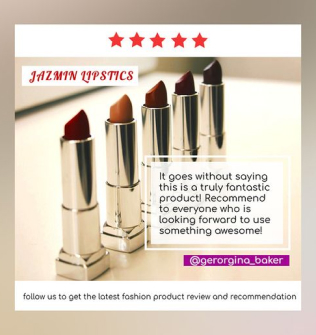 JAZMIN LIPSTICS
It goes without saying
this is a truly fantastic
product! Recommend
to everyone who is
looking forward to use
something awesome!
@gerorgina_baker
follow us to get the latest fashion product review and recommendation